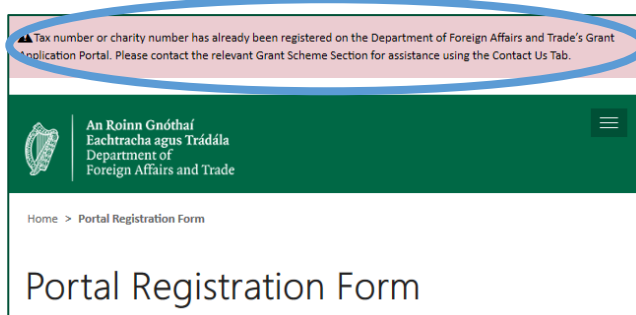 Tax number or charity number has already been registered on the Department of Foreign Affairs and Trade's Grant
Application Portal. Please contact the relevant Grant Scheme Section for assistance using the Contact Us Tab.
An Roinn Gnóthaí
Eachtracha agus Trádála
Department of
Foreign Affairs and Trade
Home > Portal Registration Form
Portal Registration Form